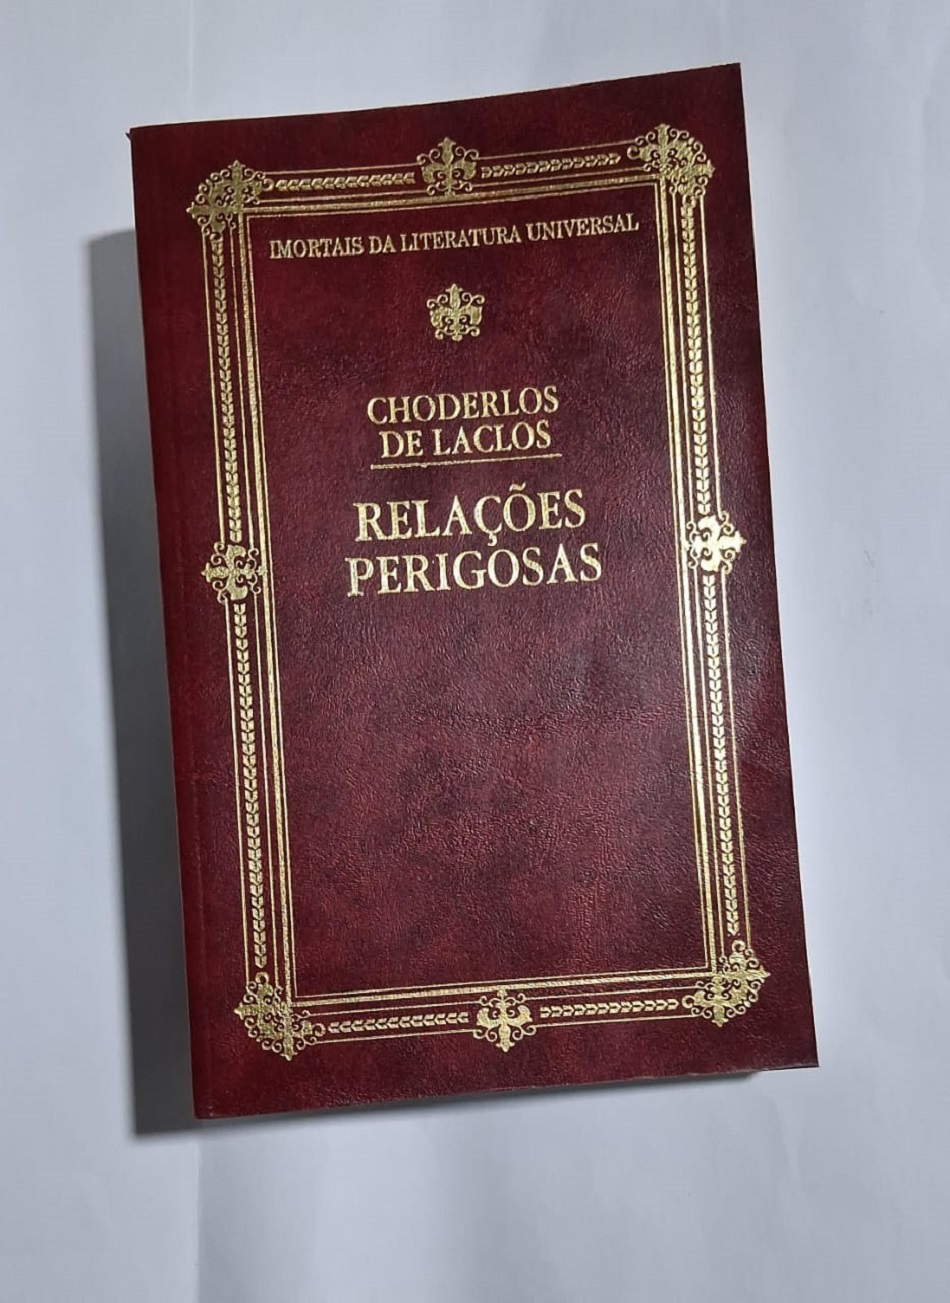 IMORTAIS DA LITERATURA UNIVERSAL
CHODERLOS
DE LACLOS
RELAÇÕES
PERIGOSAS